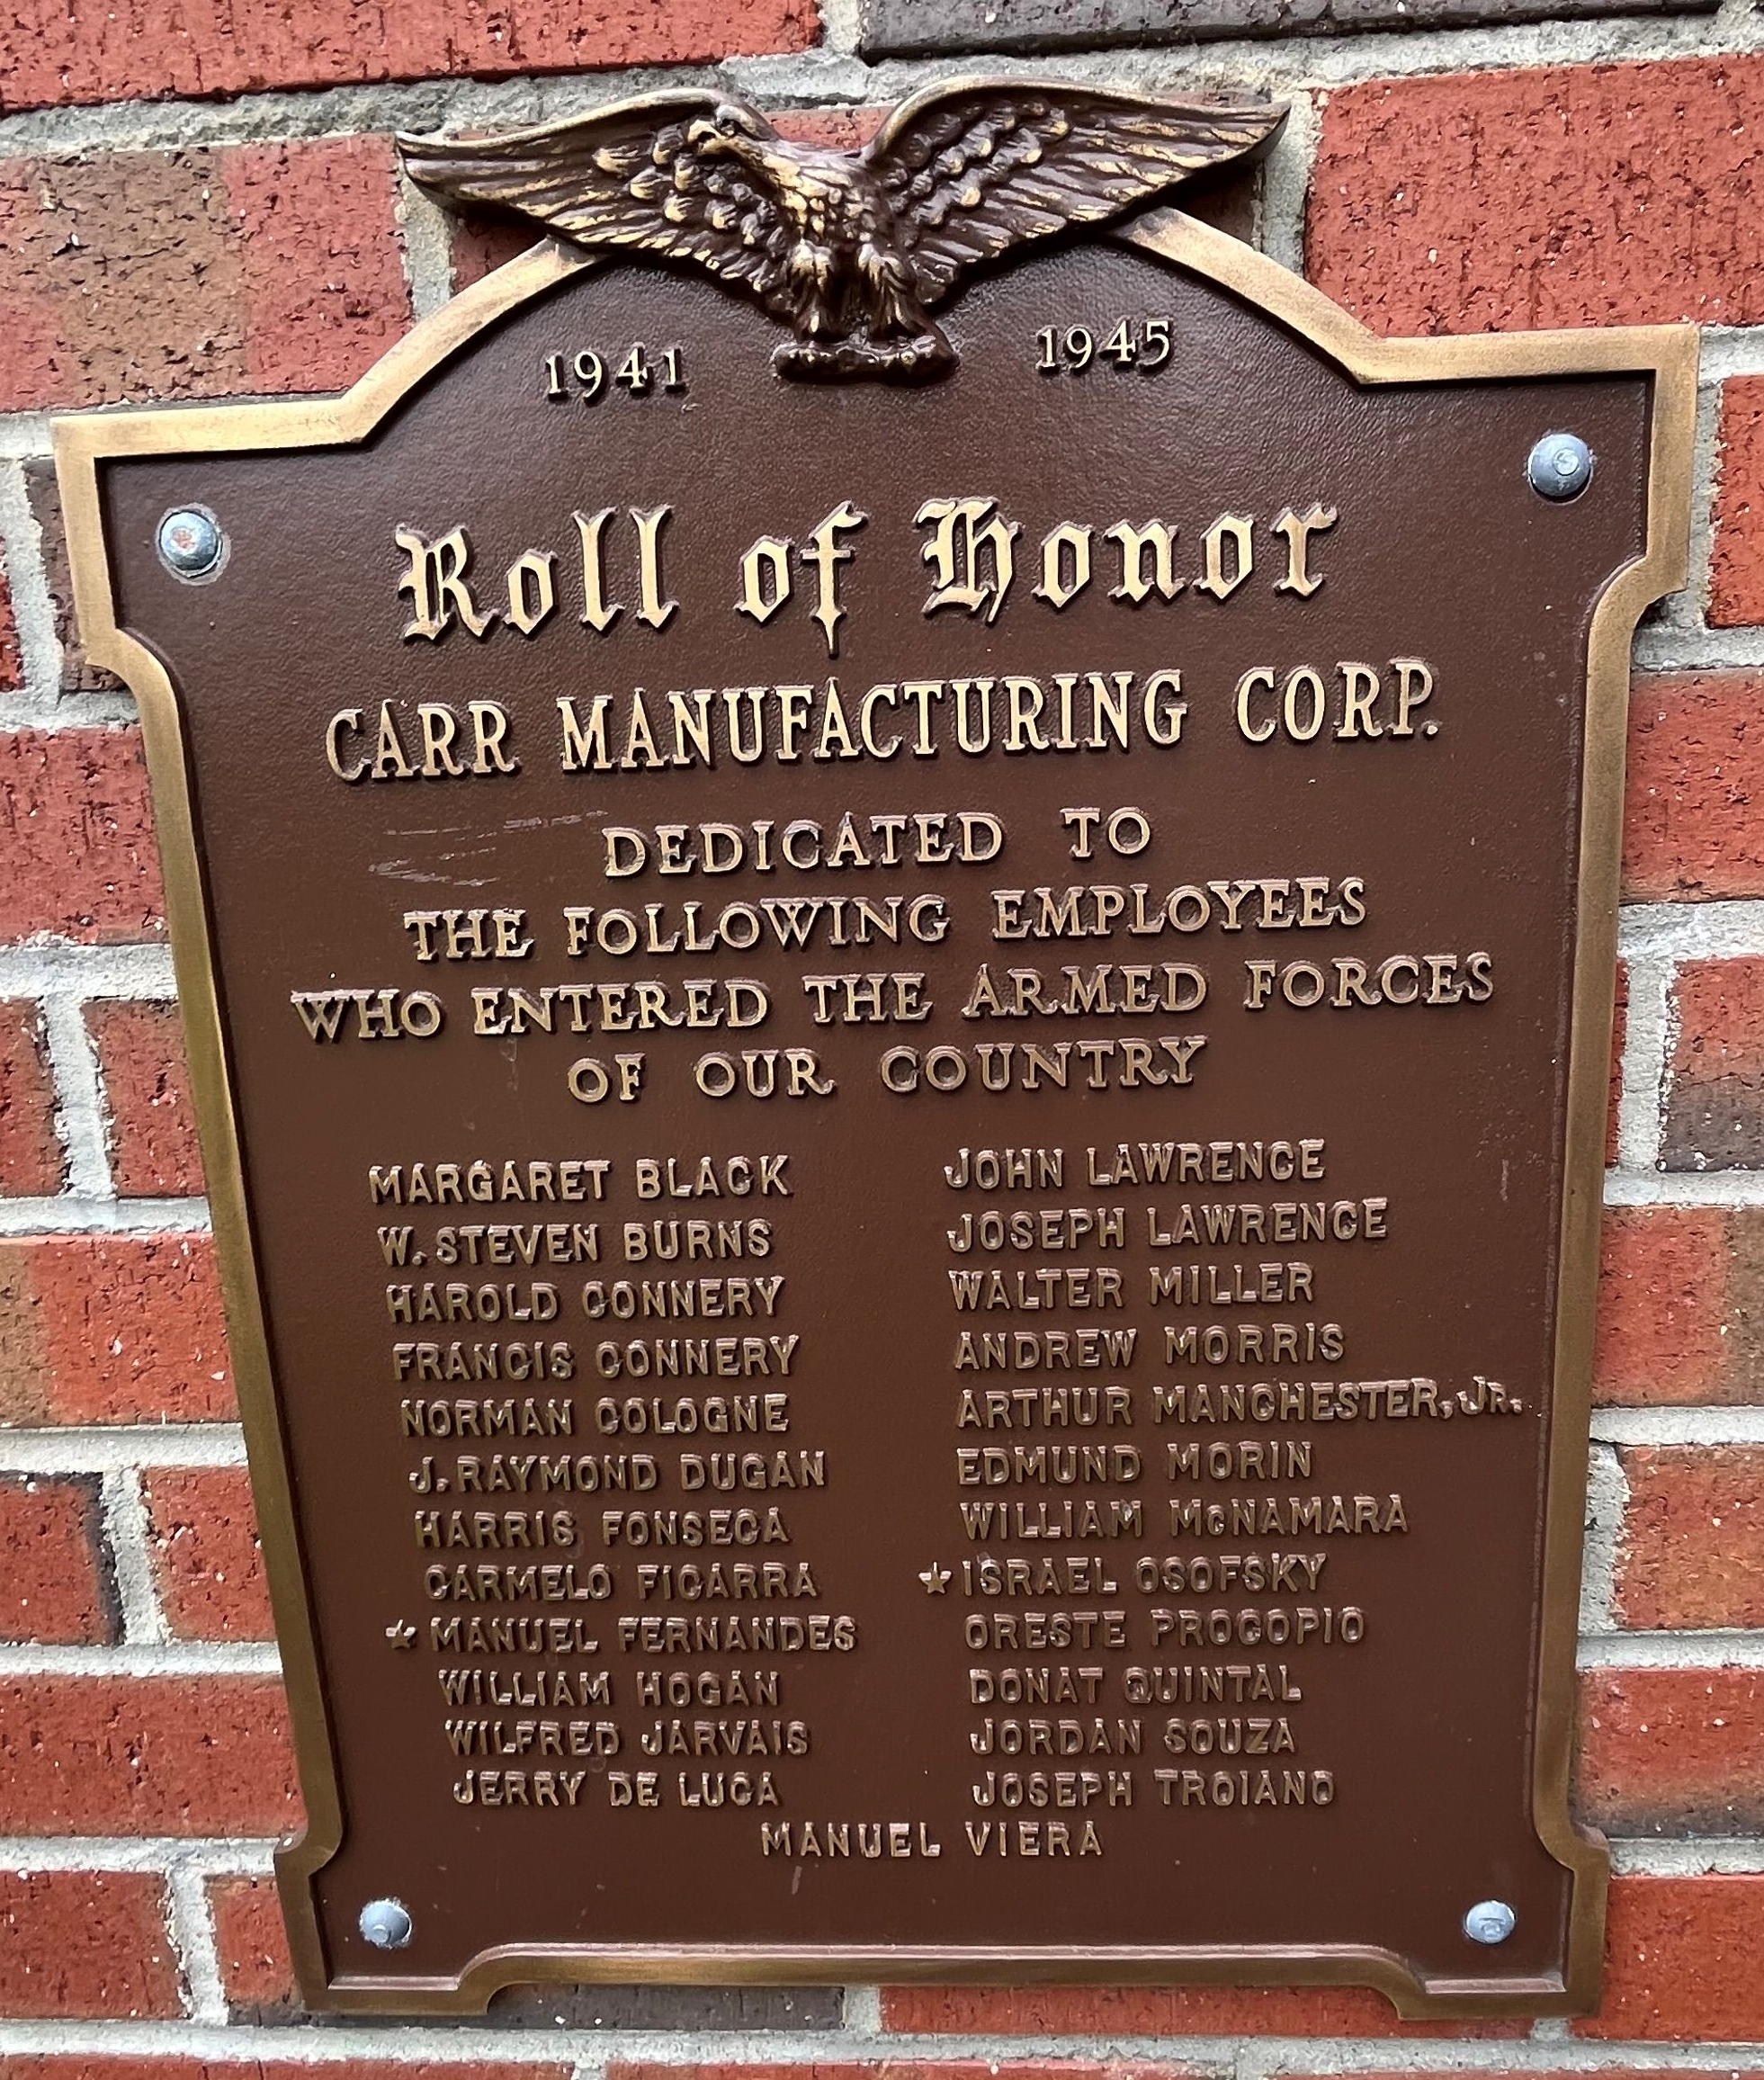 1941 1945
Roll of Honor
CARR MANUFACTURING CORP.
DEDICATED TO
THE FOLLOWING EMPLOYEES
WHO ENTERED THE ARMED FORCES
OF OUR COUNTRY
MARGARET BLACK
W. STEVEN BURNS
HAROLD CONNERY
FRANCIS CONNERY
NORMAN COLOGNE
J. RAYMOND DUGAN
HARRIS FONSECA
CARMELO FICARRA
★ MANUEL FERNANDES
WILLIAM HOGAN
WILFRED JARVAIS
JERRY DE LUCA
JOHN LAWRENCE
JOSEPH LAWRENCE
WALTER MILLER
ANDREW MORRIS
ARTHUR MANCHESTER, JR.
EDMUND MORIN
WILLIAM McNAMARA
★ ISRAEL OSOFSKY
ORESTE PROCOPIO
DONAT QUINTAL
JORDAN SOUZA
JOSEPH TROIANO
MANUEL VIERA